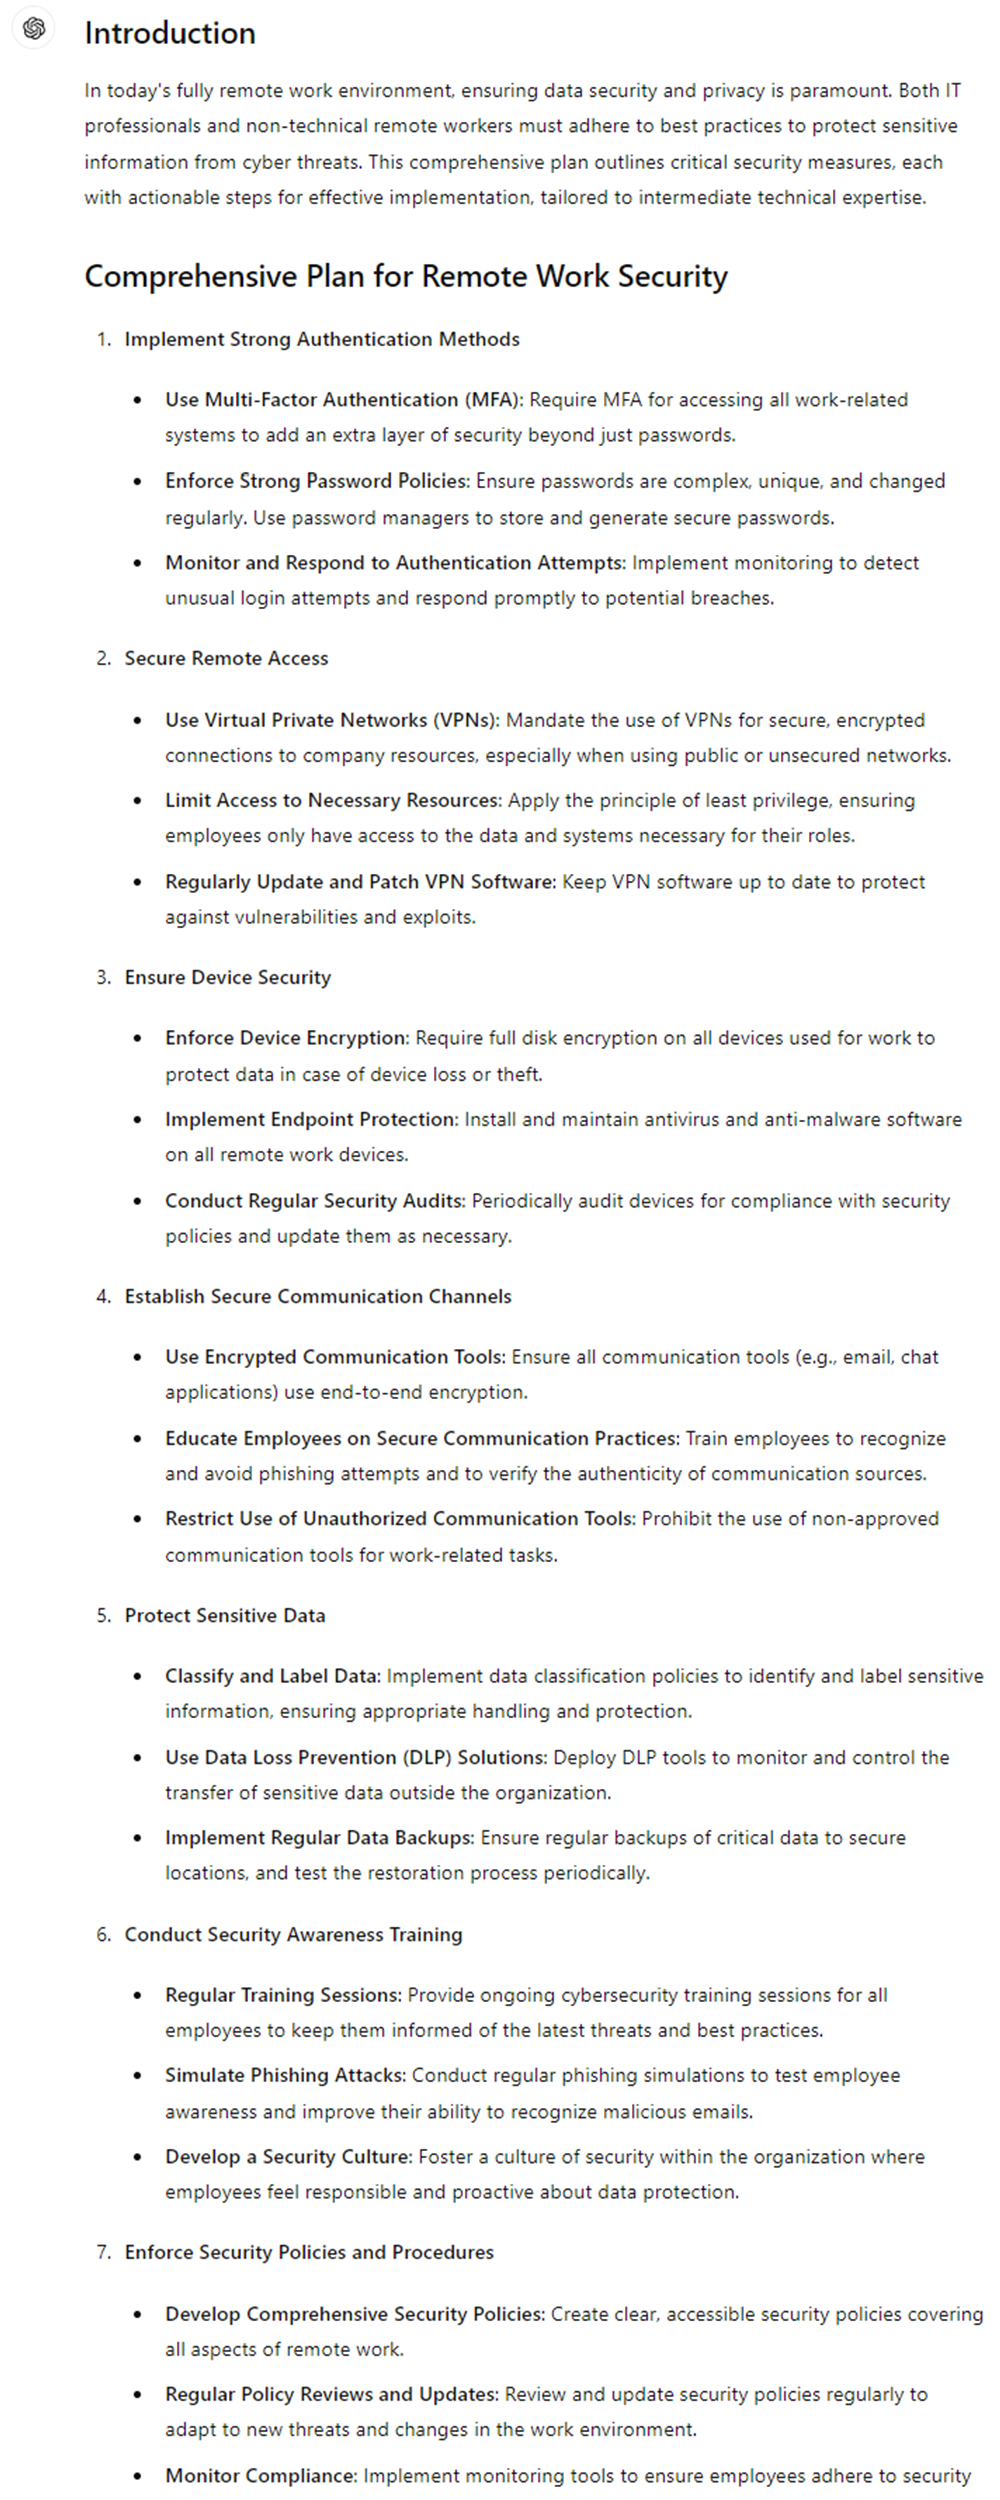 Introduction
In today's fully remote work environment, ensuring data security and privacy is paramount. Both IT
professionals and non-technical remote workers must adhere to best practices to protect sensitive
information from cyber threats. This comprehensive plan outlines critical security measures, each
with actionable steps for effective implementation, tailored to intermediate technical expertise.
Comprehensive Plan for Remote Work Security
1. Implement Strong Authentication Methods
• Use Multi-Factor Authentication (MFA): Require MFA for accessing all work-related
systems to add an extra layer of security beyond just passwords.
• Enforce Strong Password Policies: Ensure passwords are complex, unique, and changed
regularly. Use password managers to store and generate secure passwords.
• Monitor and Respond to Authentication Attempts: Implement monitoring to detect
unusual login attempts and respond promptly to potential breaches.
2. Secure Remote Access
• Use Virtual Private Networks (VPNs): Mandate the use of VPNs for secure, encrypted
connections to company resources, especially when using public or unsecured networks.
• Limit Access to Necessary Resources: Apply the principle of least privilege, ensuring
employees only have access to the data and systems necessary for their roles.
• Regularly Update and Patch VPN Software: Keep VPN software up to date to protect
against vulnerabilities and exploits.
3. Ensure Device Security
• Enforce Device Encryption: Require full disk encryption on all devices used for work to
protect data in case of device loss or theft.
• Implement Endpoint Protection: Install and maintain antivirus and anti-malware software
on all remote work devices.
• Conduct Regular Security Audits: Periodically audit devices for compliance with security
policies and update them as necessary.
4. Establish Secure Communication Channels
• Use Encrypted Communication Tools: Ensure all communication tools (e.g., email, chat
applications) use end-to-end encryption.
• Educate Employees on Secure Communication Practices: Train employees to recognize
and avoid phishing attempts and to verify the authenticity of communication sources.
• Restrict Use of Unauthorized Communication Tools: Prohibit the use of non-approved
communication tools for work-related tasks.
5. Protect Sensitive Data
• Classify and Label Data: Implement data classification policies to identify and label sensitive
information, ensuring appropriate handling and protection.
• Use Data Loss Prevention (DLP) Solutions: Deploy DLP tools to monitor and control the
transfer of sensitive data outside the organization.
• Implement Regular Data Backups: Ensure regular backups of critical data to secure
locations, and test the restoration process periodically.
6. Conduct Security Awareness Training
• Regular Training Sessions: Provide ongoing cybersecurity training sessions for all
employees to keep them informed of the latest threats and best practices.
• Simulate Phishing Attacks: Conduct regular phishing simulations to test employee
awareness and improve their ability to recognize malicious emails.
• Develop a Security Culture: Foster a culture of security within the organization where
employees feel responsible and proactive about data protection.
7. Enforce Security Policies and Procedures
• Develop Comprehensive Security Policies: Create clear, accessible security policies covering
all aspects of remote work.
• Regular Policy Reviews and Updates: Review and update security policies regularly to
adapt to new threats and changes in the work environment.
• Monitor Compliance: Implement monitoring tools to ensure employees adhere to security